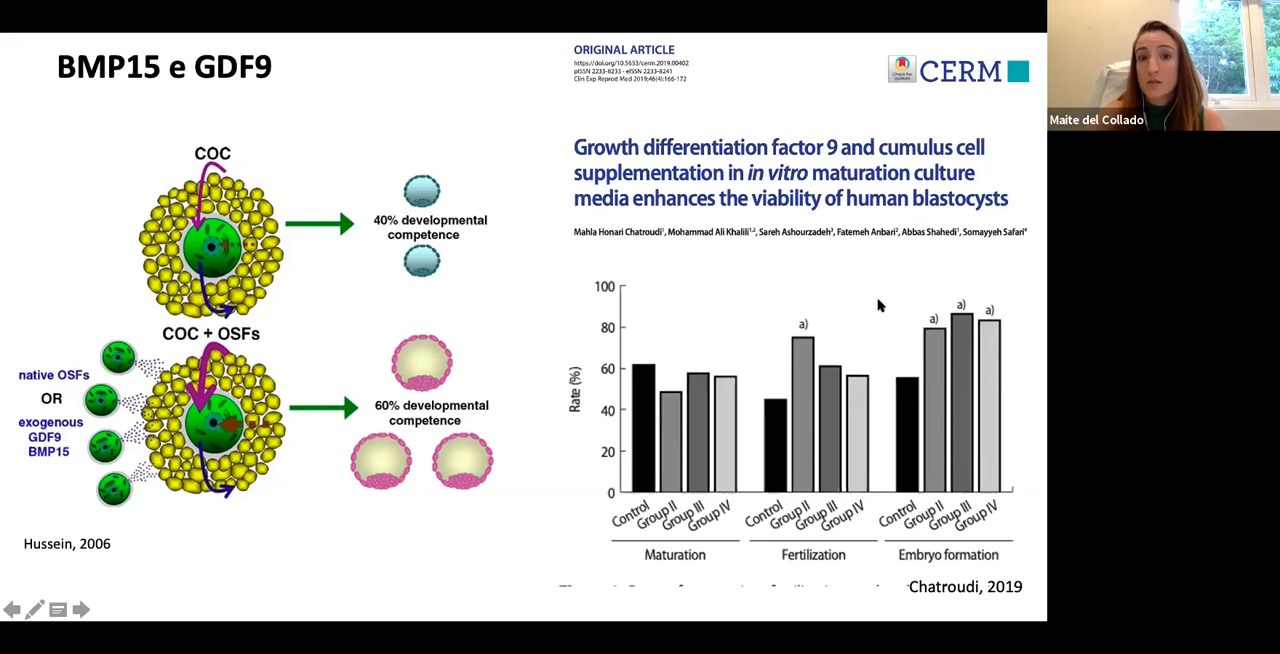 BMP15 e GDF9
COC
40% developmental
competence
COC + OSFs
native OSFs
OR
exogenous
GDF9
BMP15
60% developmental
competence
Hussein, 2006
ORIGINAL ARTICLE
https://doi.org/10.5653/cerm.2019.00402
pISSN 2233-8233 · eISSN 2233-8241
Clin Exp Reprod Med 2019;46(4):166-172
CERM
Growth differentiation factor 9 and cumulus cell
supplementation in in vitro maturation culture
media enhances the viability of human blastocysts
Mahla Honari Chatroudi1, Mohammad Ali Khalili1,2, Sareh Ashourzadeh3, Fatemeh Anbari2, Abbas Shahedi1, Somayyeh Safari4
Rate (%)
100
80
60
40
20
0
a)
a)
a)
a)
Control
Group II
Group III
Group IV
Control
Group II
Group III
Group IV
Control
Group II
Group III
Group IV
Maturation
Fertilization
Embryo formation
Chatroudi, 2019
Maite del Collado